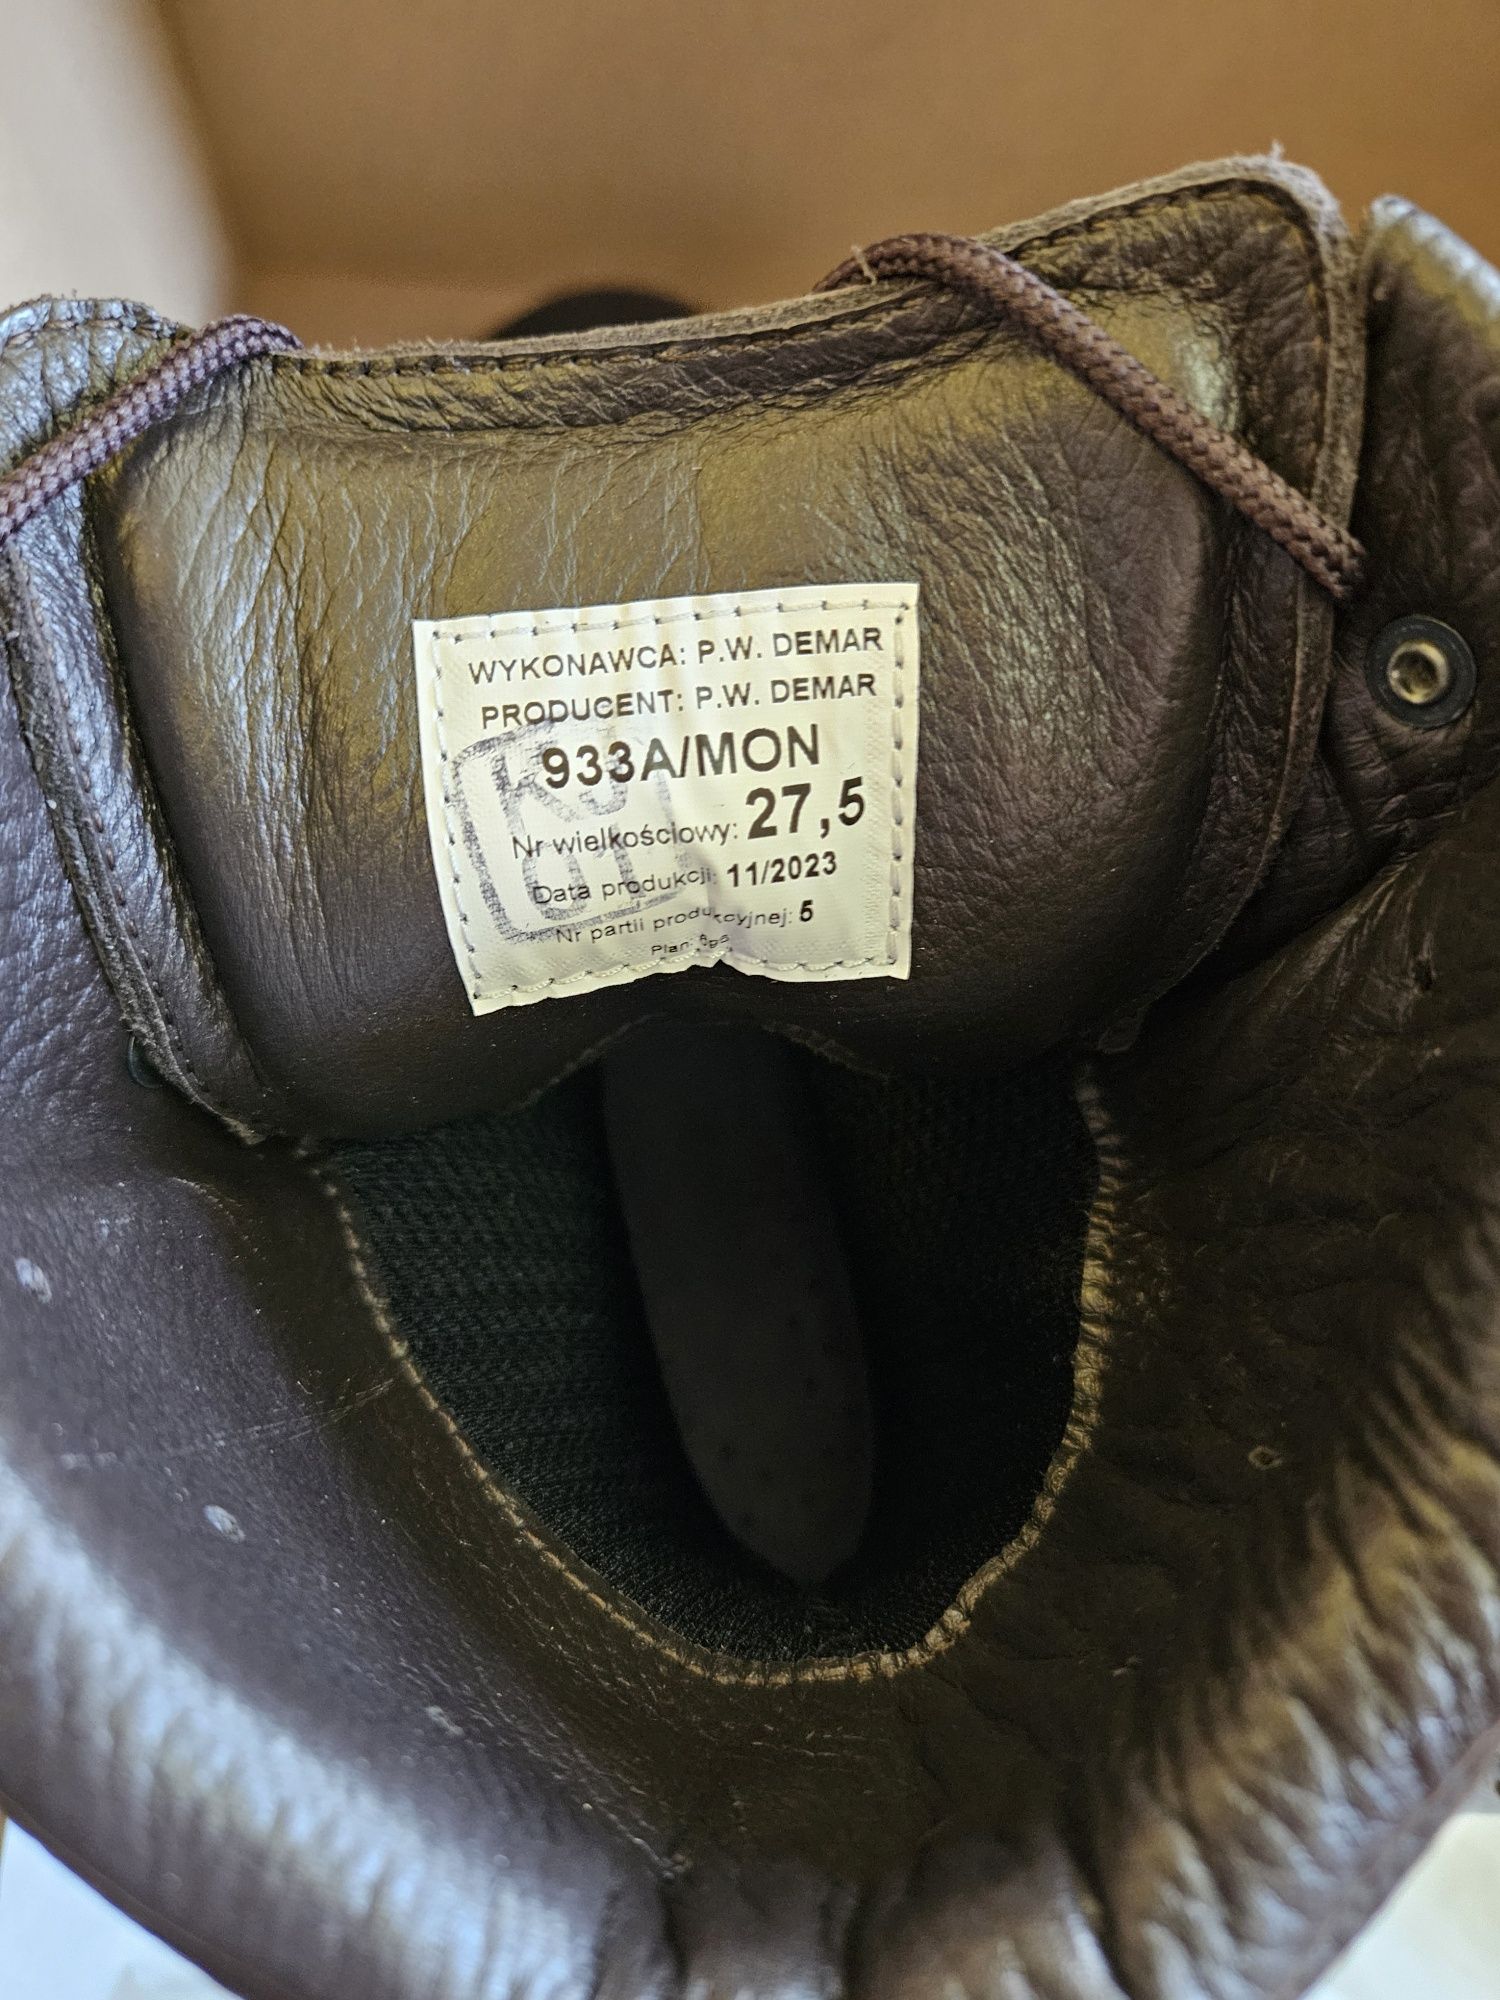 WYKONAWCA: P.W. DEMAR
PRODUCENT: P.W. DEMAR
933A/MON
Nr wielkościowy: 27,5
Data produkcji: 11/2023
Nr partii produkcyjnej: 5